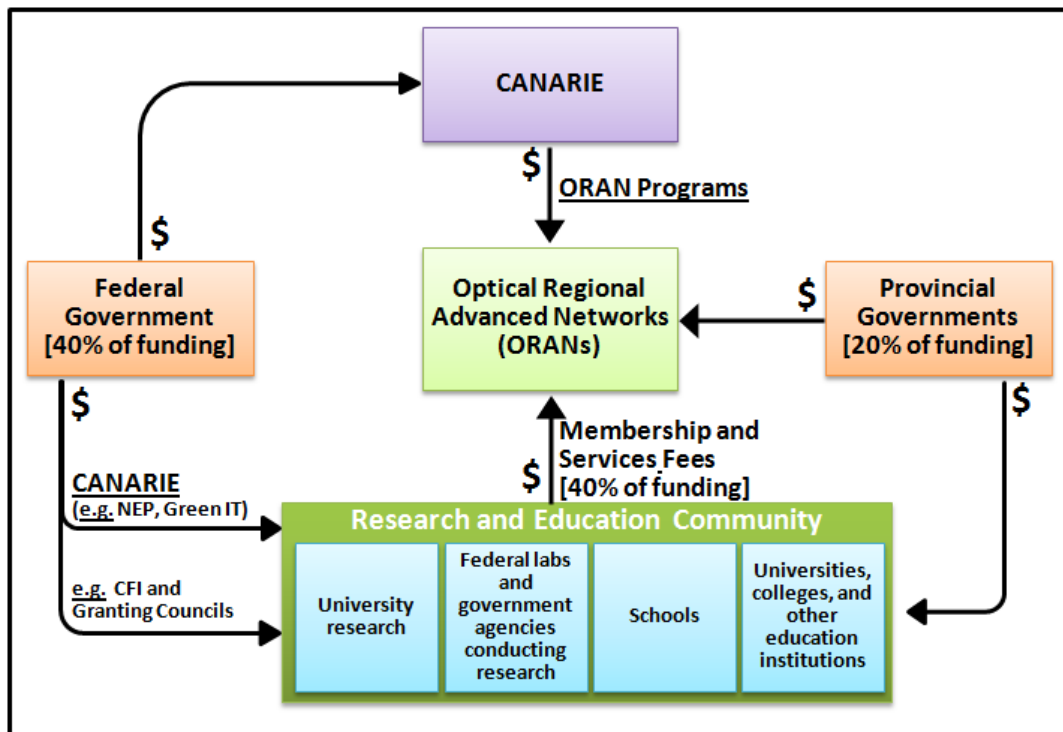 CANARIE
$
ORAN Programs
$
Federal
Government
[40% of funding]
Optical Regional
Advanced Networks
(ORANs)
$
Provincial
Governments
[20% of funding]
$
$
Membership and
Services Fees
[40% of funding]
$
CANARIE
(e.g. NEP, Green IT)
e.g. CFI and
Granting Councils
Research and Education Community
University
research
Federal labs
and
government
agencies
conducting
research
Schools
Universities,
colleges, and
other
education
institutions